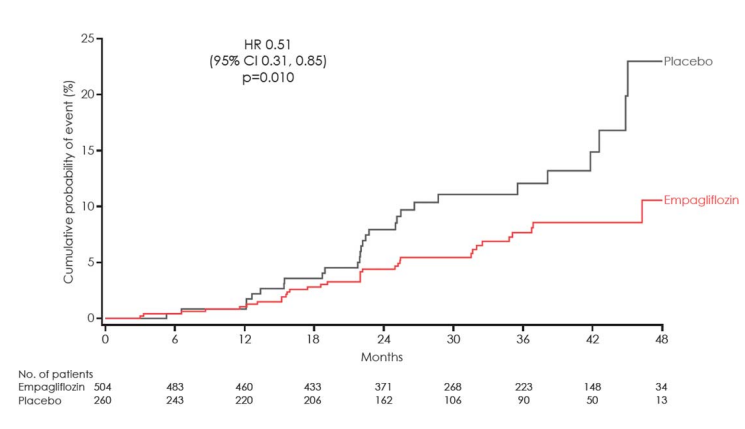 25
20
15
10
5
0
Cumulative probability of event (%)
HR 0.51
(95% CI 0.31, 0.85)
p=0.010
Placebo
Empagliflozin
0 6 12 18 24 30 36 42 48
Months
No. of patients
Empagliflozin 504 483 460 433 371 268 223 148 34
Placebo 260 243 220 206 162 106 90 50 13